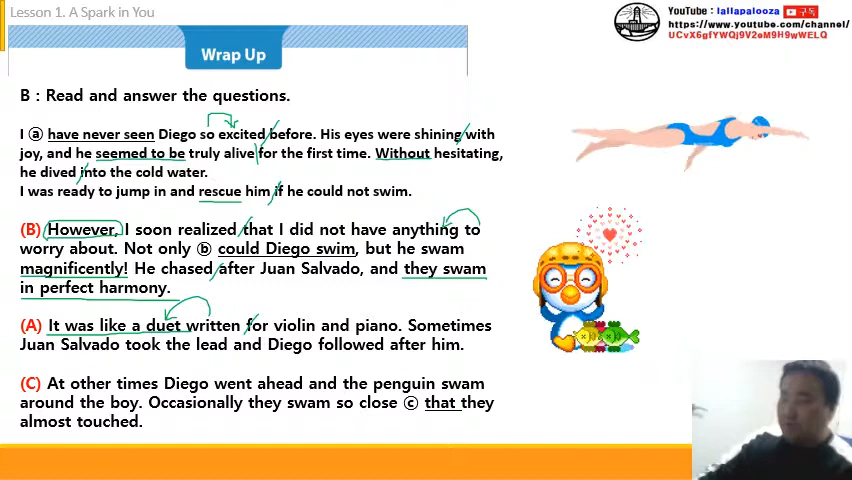 Lesson 1. A Spark in You
Wrap Up
YouTube : lallapalooza 구독
https://www.youtube.com/channel/
UCvX6gfYWQj9V2eM9H9wWELQ
B : Read and answer the questions.
I ⓐ have never seen Diego so excited before. His eyes were shining with
joy, and he seemed to be truly alive for the first time. Without hesitating,
he dived into the cold water.
I was ready to jump in and rescue him, if he could not swim.
(B) However, I soon realized that I did not have anything to
worry about. Not only ⓑ could Diego swim, but he swam
magnificently! He chased after Juan Salvado, and they swam
in perfect harmony.
(A) It was like a duet written for violin and piano. Sometimes
Juan Salvado took the lead and Diego followed after him.
(C) At other times Diego went ahead and the penguin swam
around the boy. Occasionally they swam so close ⓒ that they
almost touched.